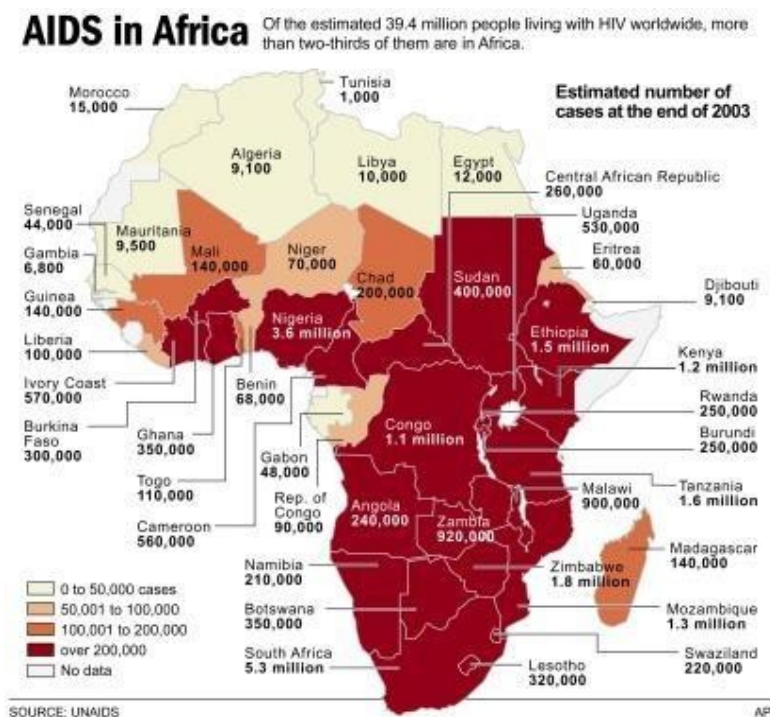 AIDS in Africa
Of the estimated 39.4 million people living with HIV worldwide, more
than two-thirds of them are in Africa.
Estimated number of
cases at the end of 2003
Morocco
15,000
Tunisia
1,000
Algeria
9,100
Libya
10,000
Egypt
12,000
Central African Republic
260,000
Uganda
530,000
Senegal
44,000
Mauritania
9,500
Mali
140,000
Niger
70,000
Chad
200,000
Sudan
400,000
Eritrea
60,000
Gambia
6,800
Djibouti
9,100
Guinea
140,000
Nigeria
3.6 million
Ethiopia
1.5 million
Liberia
100,000
Kenya
1.2 million
Ivory Coast
570,000
Benin
68,000
Rwanda
250,000
Burkina
Faso
300,000
Ghana
350,000
Congo
1.1 million
Burundi
250,000
Gabon
48,000
Togo
110,000
Rep. of
Congo
90,000
Angola
240,000
Zambia
920,000
Malawi
900,000
Tanzania
1.6 million
Cameroon
560,000
Madagascar
140,000
Namibia
210,000
Zimbabwe
1.8 million
Botswana
350,000
Mozambique
1.3 million
South Africa
5.3 million
Lesotho
320,000
Swaziland
220,000
0 to 50,000 cases
50,001 to 100,000
100,001 to 200,000
over 200,000
No data
SOURCE: UNAIDS
AP